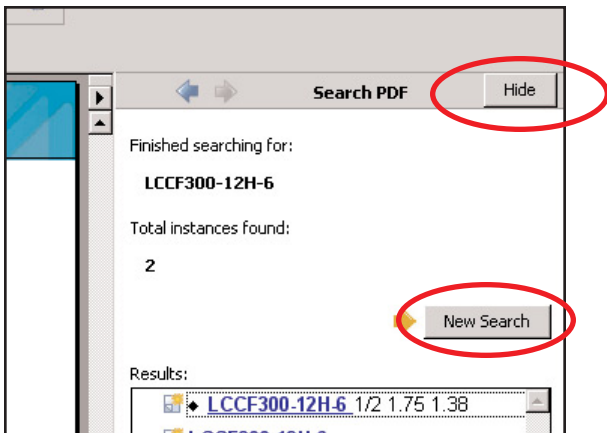 Search PDF Hide
Finished searching for:
LCCF300-12H-6
Total instances found:
2
New Search
Results:
◆ LCCF300-12H-6 1/2 1.75 1.38